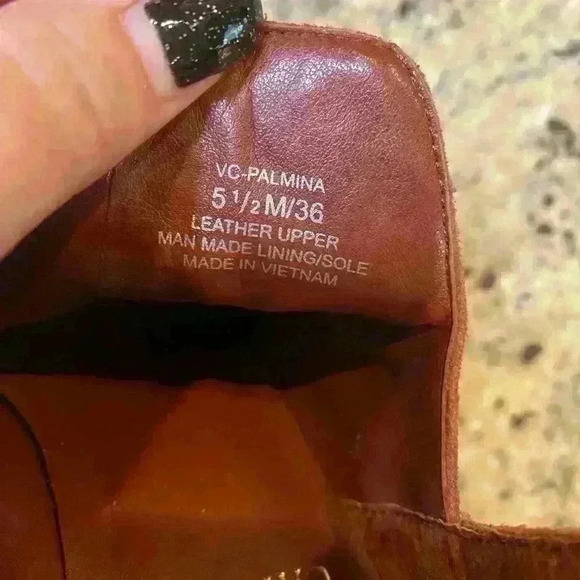 VC-PALMINA
5 1/2 M/36
LEATHER UPPER
MAN MADE LINING/SOLE
MADE IN VIETNAM